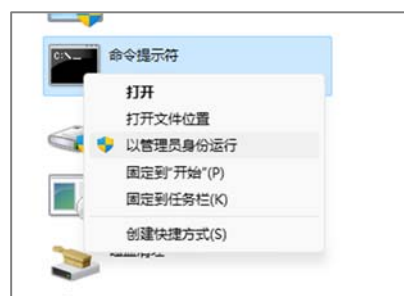 命令提示符
打开
打开文件位置
以管理员身份运行
固定到"开始"(P)
固定到任务栏(K)
创建快捷方式(S)